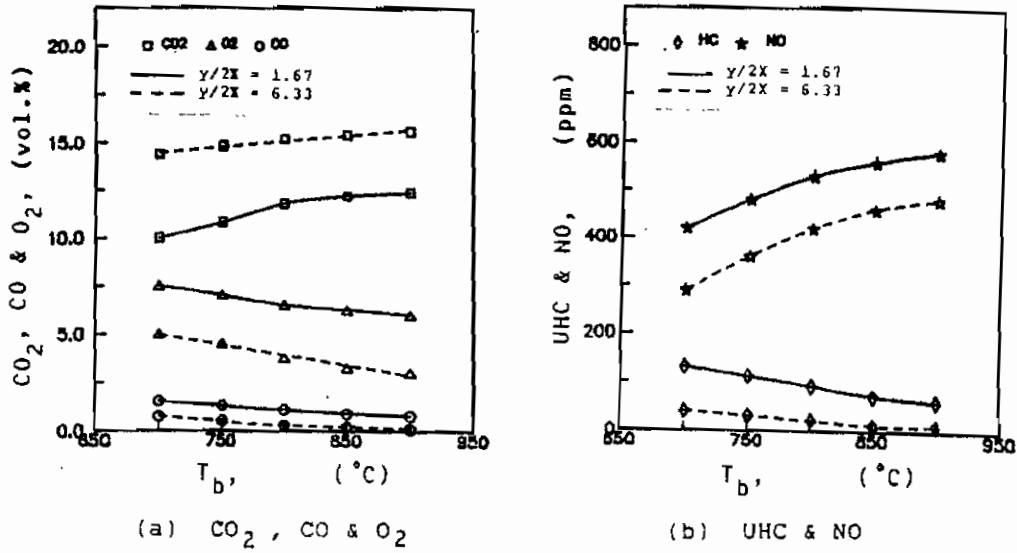 20.0
15.0
10.0
5.0
0.0
CO₂, CO & O₂, (vol.%)
CO2 O2 CO
y/2X = 1.67
y/2X = 6.33
650 750 850 950
T_b, (°C)
(a) CO₂, CO & O₂
800
600
400
200
0
UHC & NO, (ppm)
HC NO
y/2X = 1.67
y/2X = 6.33
650 750 850 950
T_b, (°C)
(b) UHC & NO